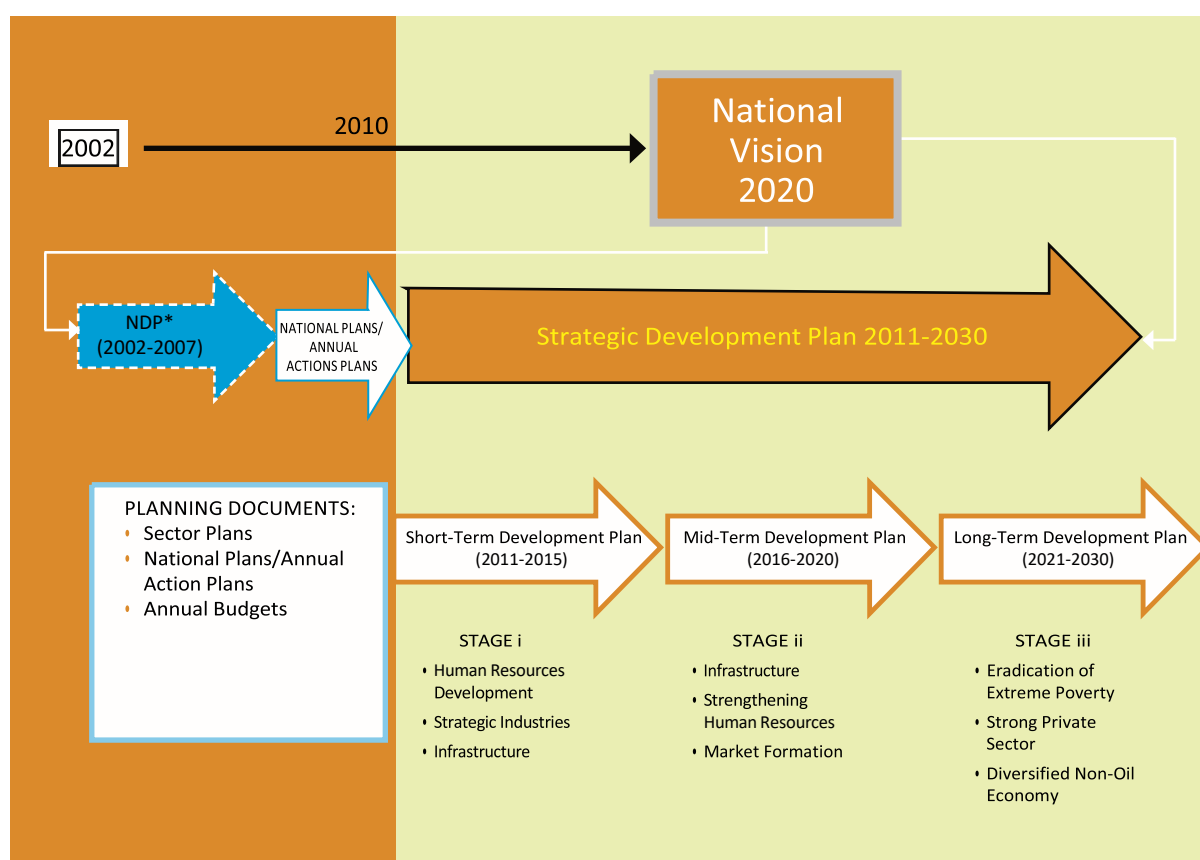 2010
2002
National
Vision
2020
NDP*
(2002-2007)
NATIONAL PLANS/
ANNUAL
ACTIONS PLANS
Strategic Development Plan 2011-2030
PLANNING DOCUMENTS:
• Sector Plans
• National Plans/Annual
Action Plans
• Annual Budgets
Short-Term Development Plan
(2011-2015)
Mid-Term Development Plan
(2016-2020)
Long-Term Development Plan
(2021-2030)
STAGE i
• Human Resources
Development
• Strategic Industries
• Infrastructure
STAGE ii
• Infrastructure
• Strengthening
Human Resources
• Market Formation
STAGE iii
• Eradication of
Extreme Poverty
• Strong Private
Sector
• Diversified Non-Oil
Economy